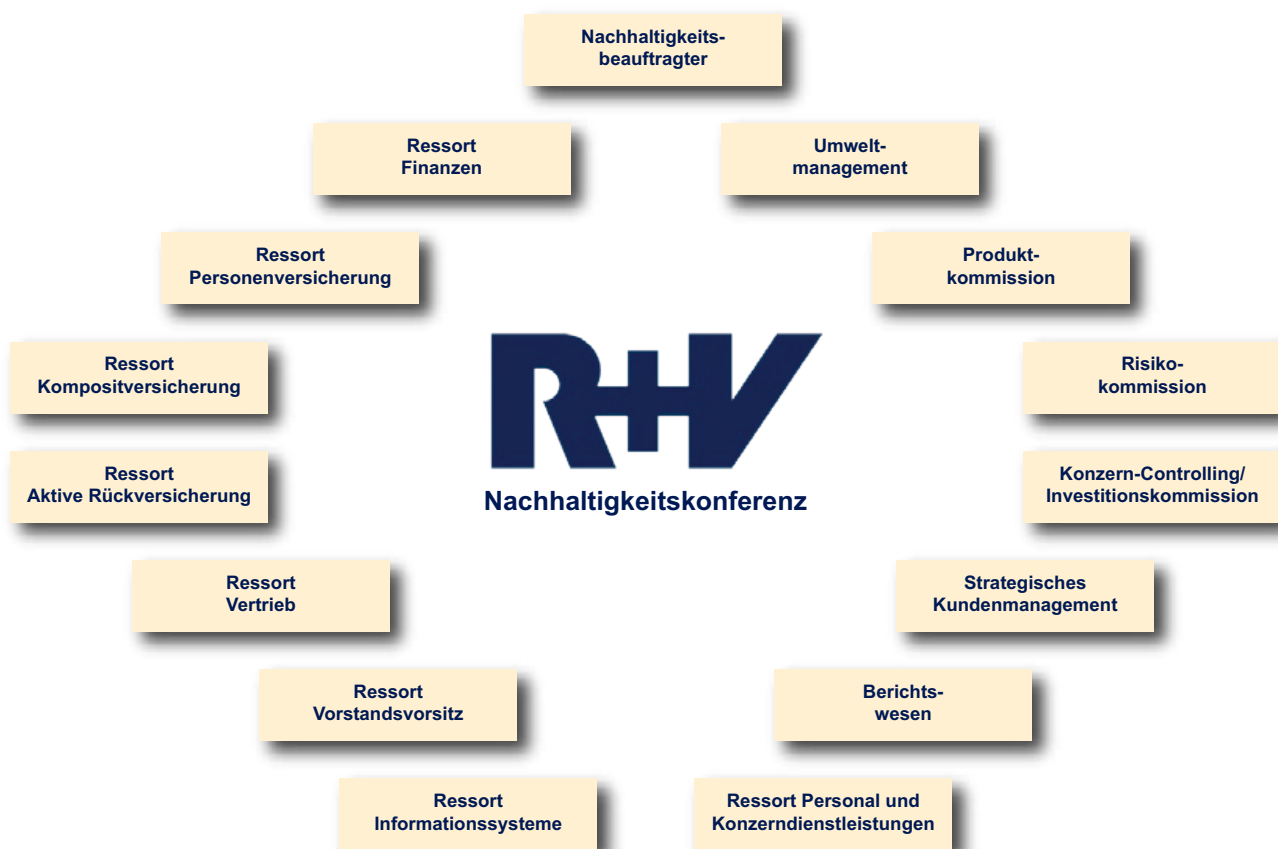 Nachhaltigkeits-
beauftragter
Ressort
Finanzen
Umwelt-
management
Ressort
Personenversicherung
Produkt-
kommission
Ressort
Kompositversicherung
R+V
Risiko-
kommission
Ressort
Aktive Rückversicherung
Nachhaltigkeitskonferenz
Konzern-Controlling/
Investitionskommission
Ressort
Vertrieb
Strategisches
Kundenmanagement
Ressort
Vorstandsvorsitz
Berichts-
wesen
Ressort
Informationssysteme
Ressort Personal und
Konzerndienstleistungen